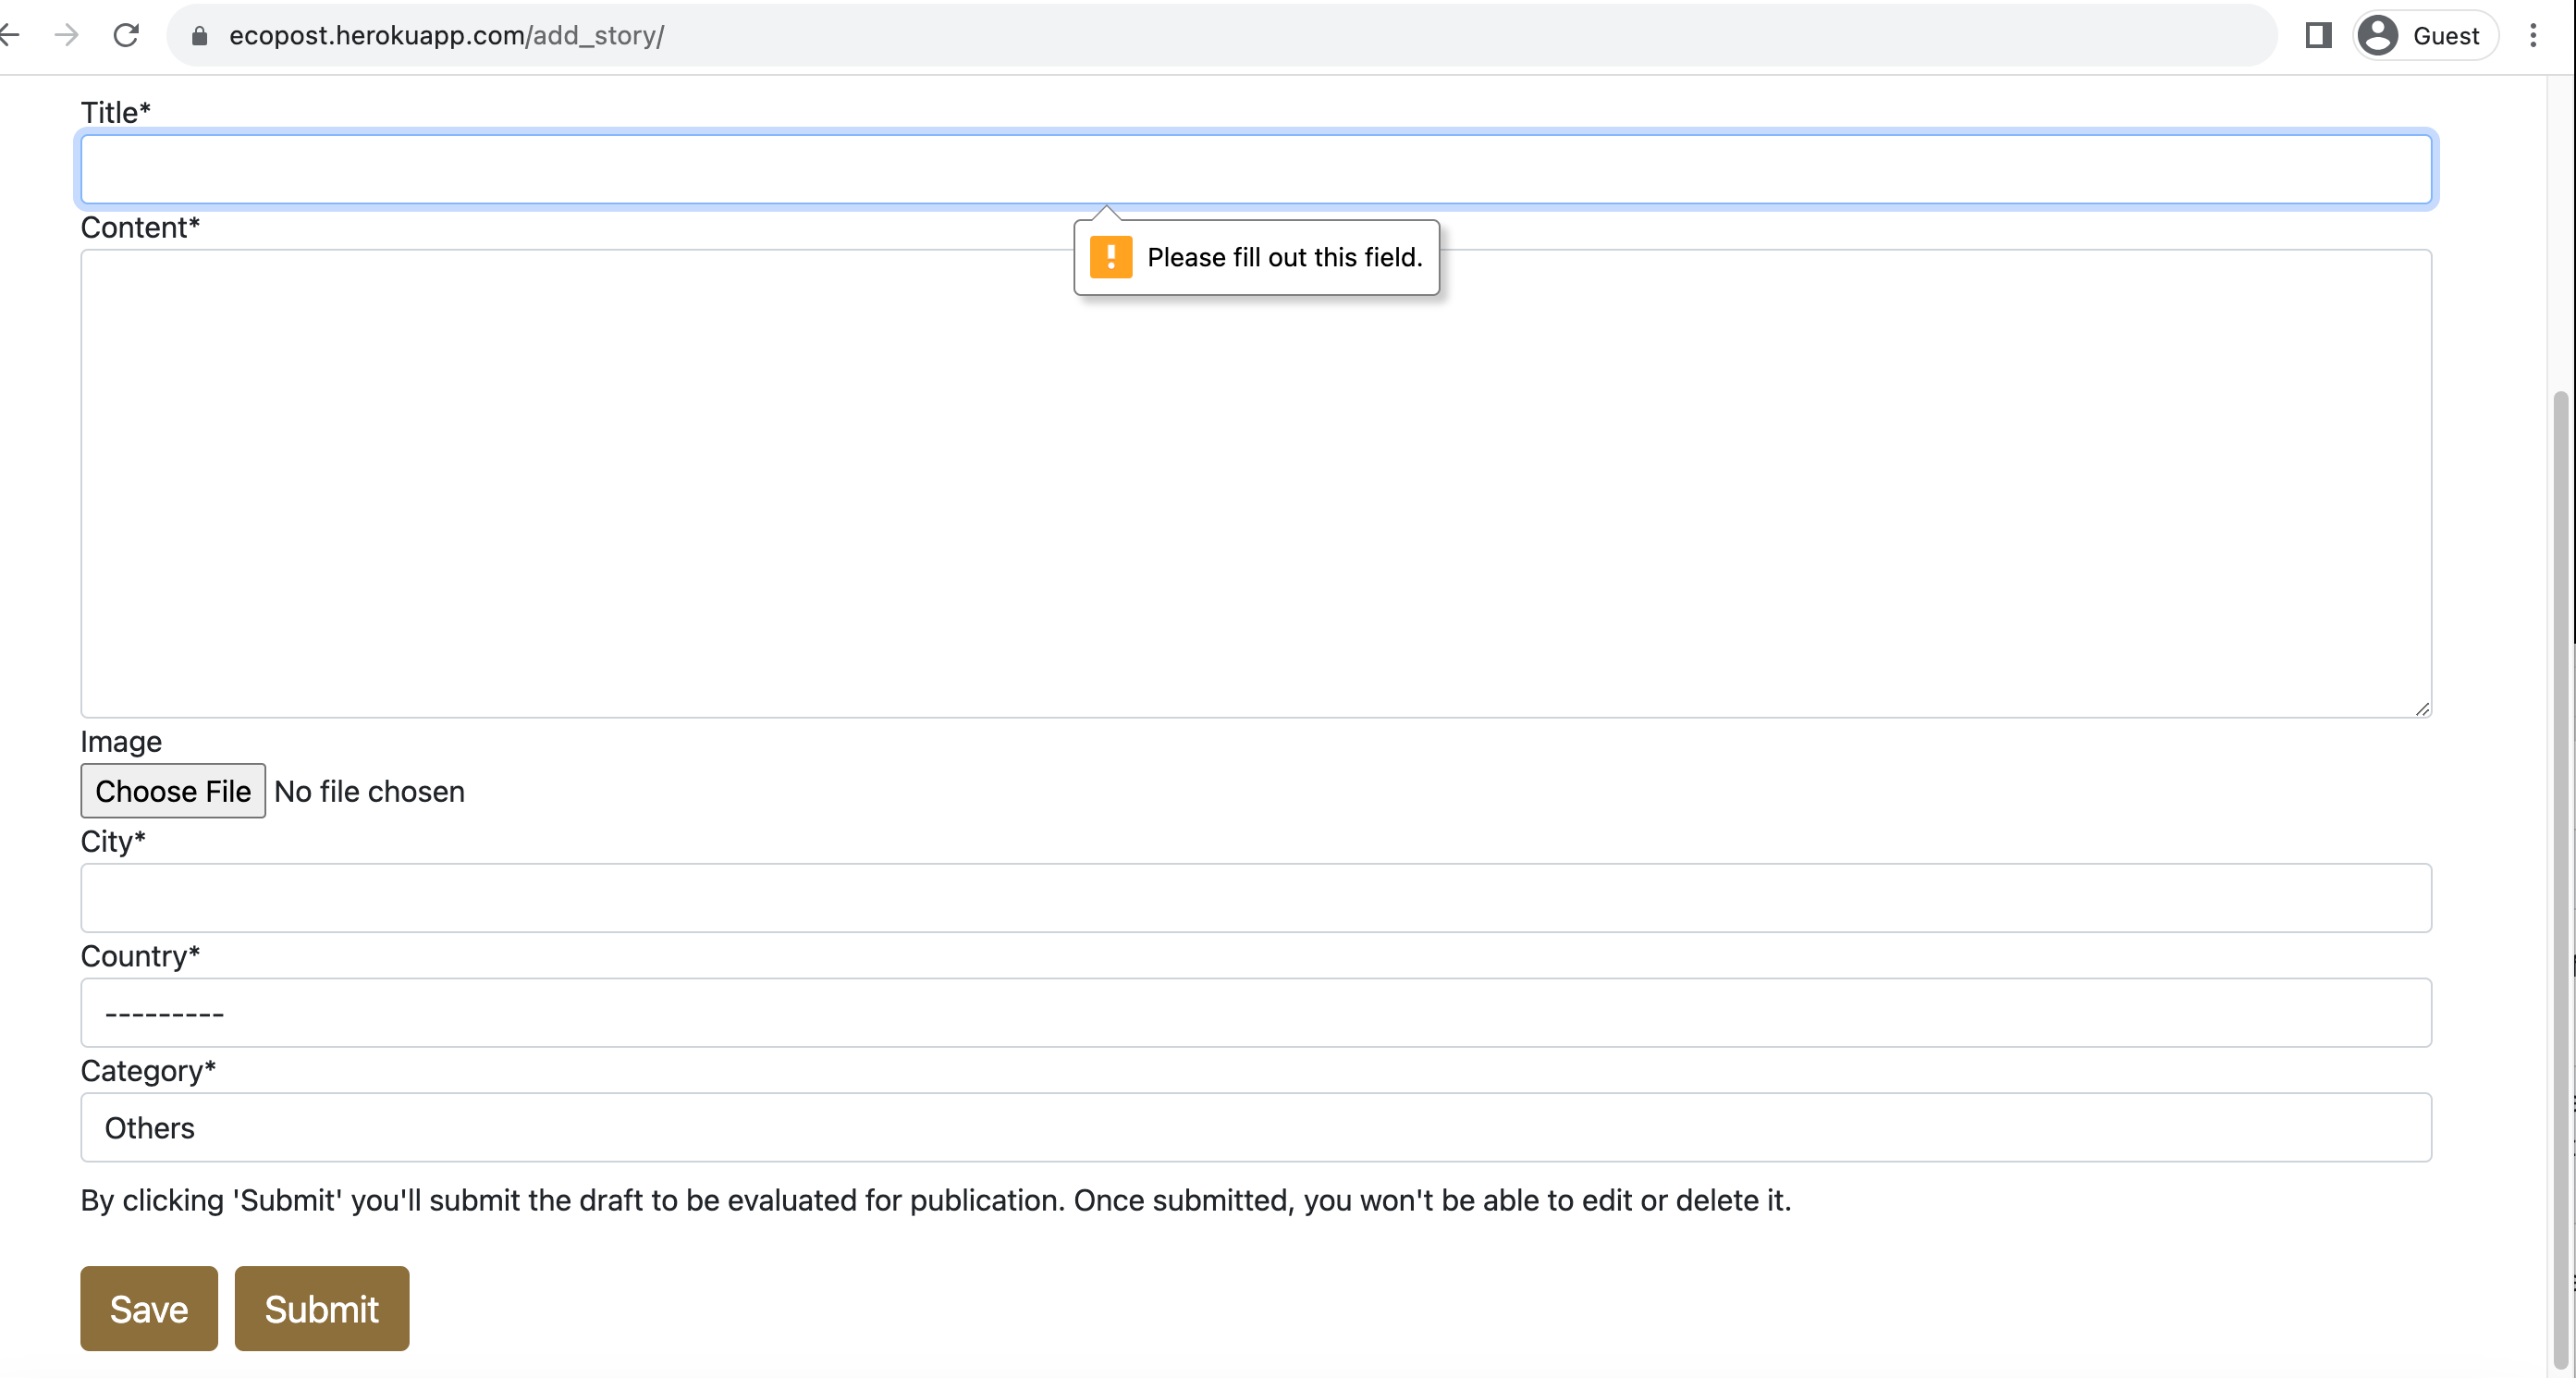 ecopost.herokuapp.com/add_story/
Guest
Title*
Please fill out this field.
Content*
Image
Choose File No file chosen
City*
Country*
---------
Category*
Others
By clicking 'Submit' you'll submit the draft to be evaluated for publication. Once submitted, you won't be able to edit or delete it.
Save Submit